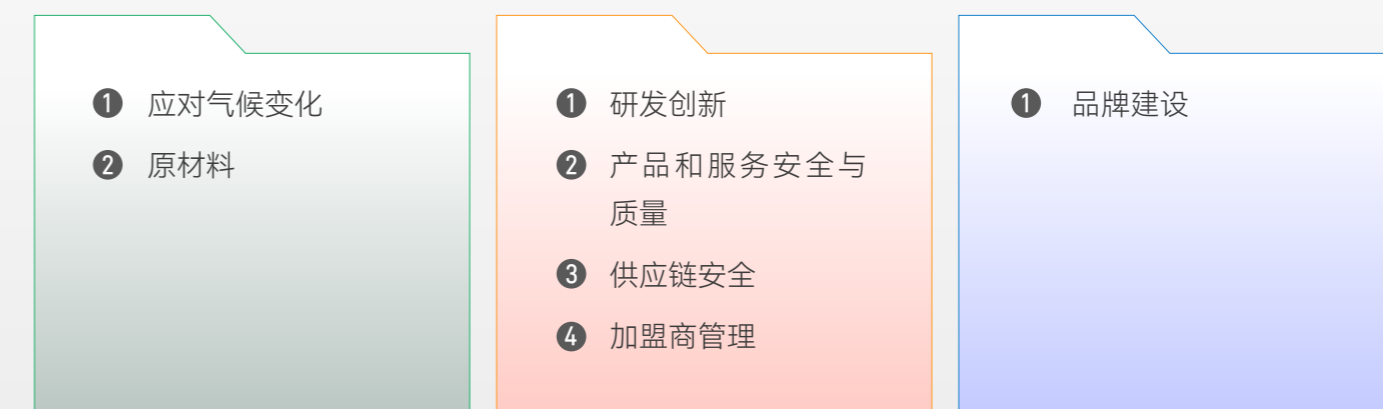 ❶ 应对气候变化
❷ 原材料
❶ 研发创新
❷ 产品和服务安全与
质量
❸ 供应链安全
❹ 加盟商管理
❶ 品牌建设